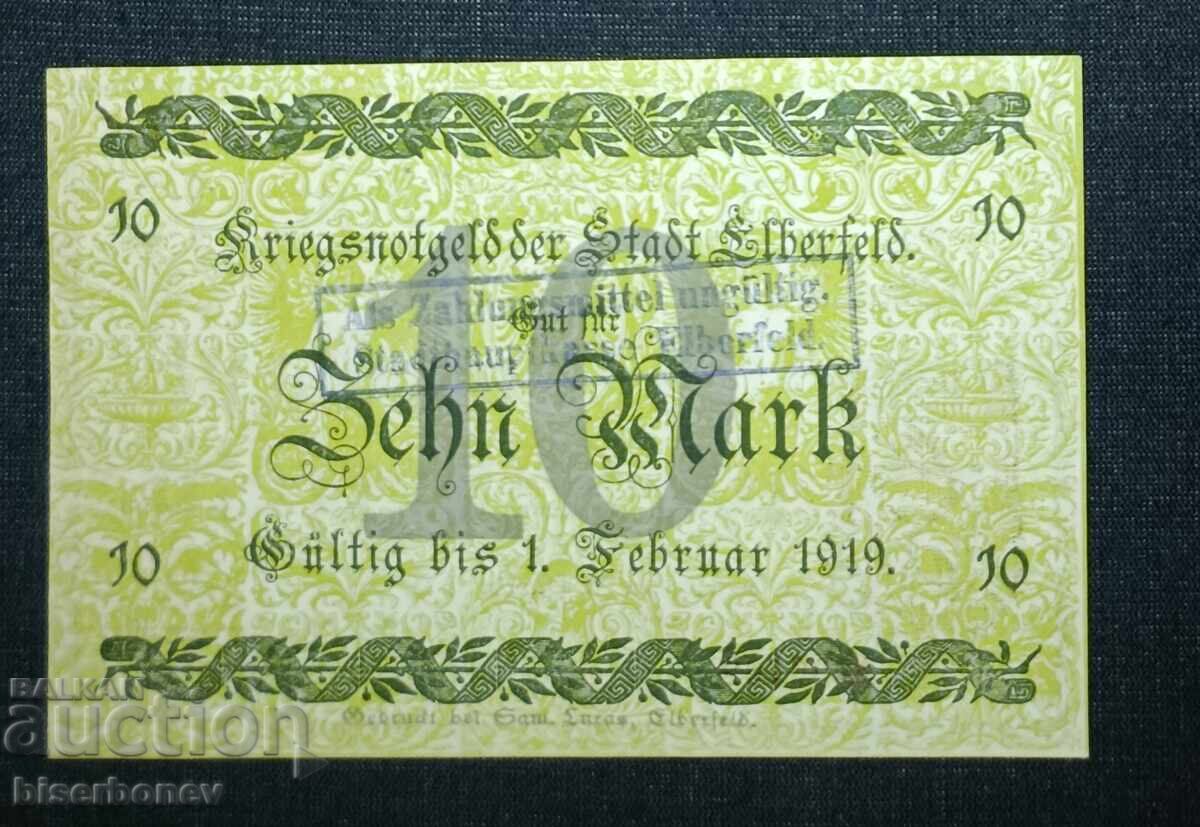 10 10
Kriegsnotgeld der Stadt Elberfeld.
Als Zahlungsmittel ungültig.
Gut für
Stadthauptkasse Elberfeld.
Zehn Mark
10
Gültig bis 1. Februar 1919.
10 10
Gedruckt bei Sam. Lucas, Elberfeld.
BALKAN
auction
biserbonev